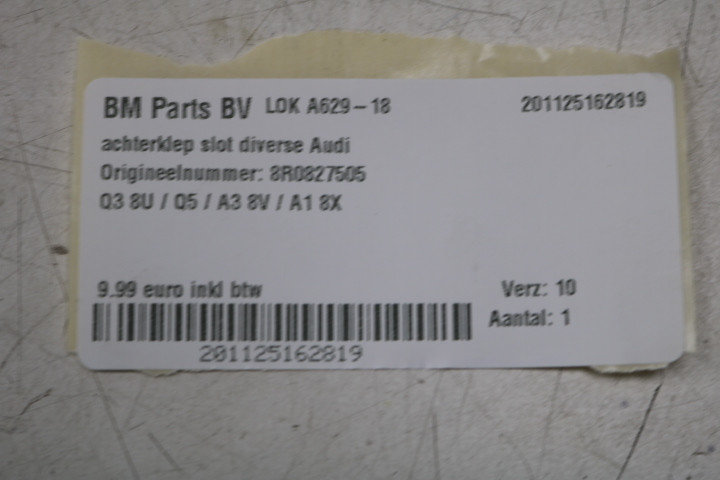 BM Parts BV LOK A629-18 201125162819
achterklep slot diverse Audi
Origineelnummer: 8R0827505
Q3 8U / Q5 / A3 8V / A1 8X
9.99 euro inkl btw Verz: 10
Aantal: 1
201125162819